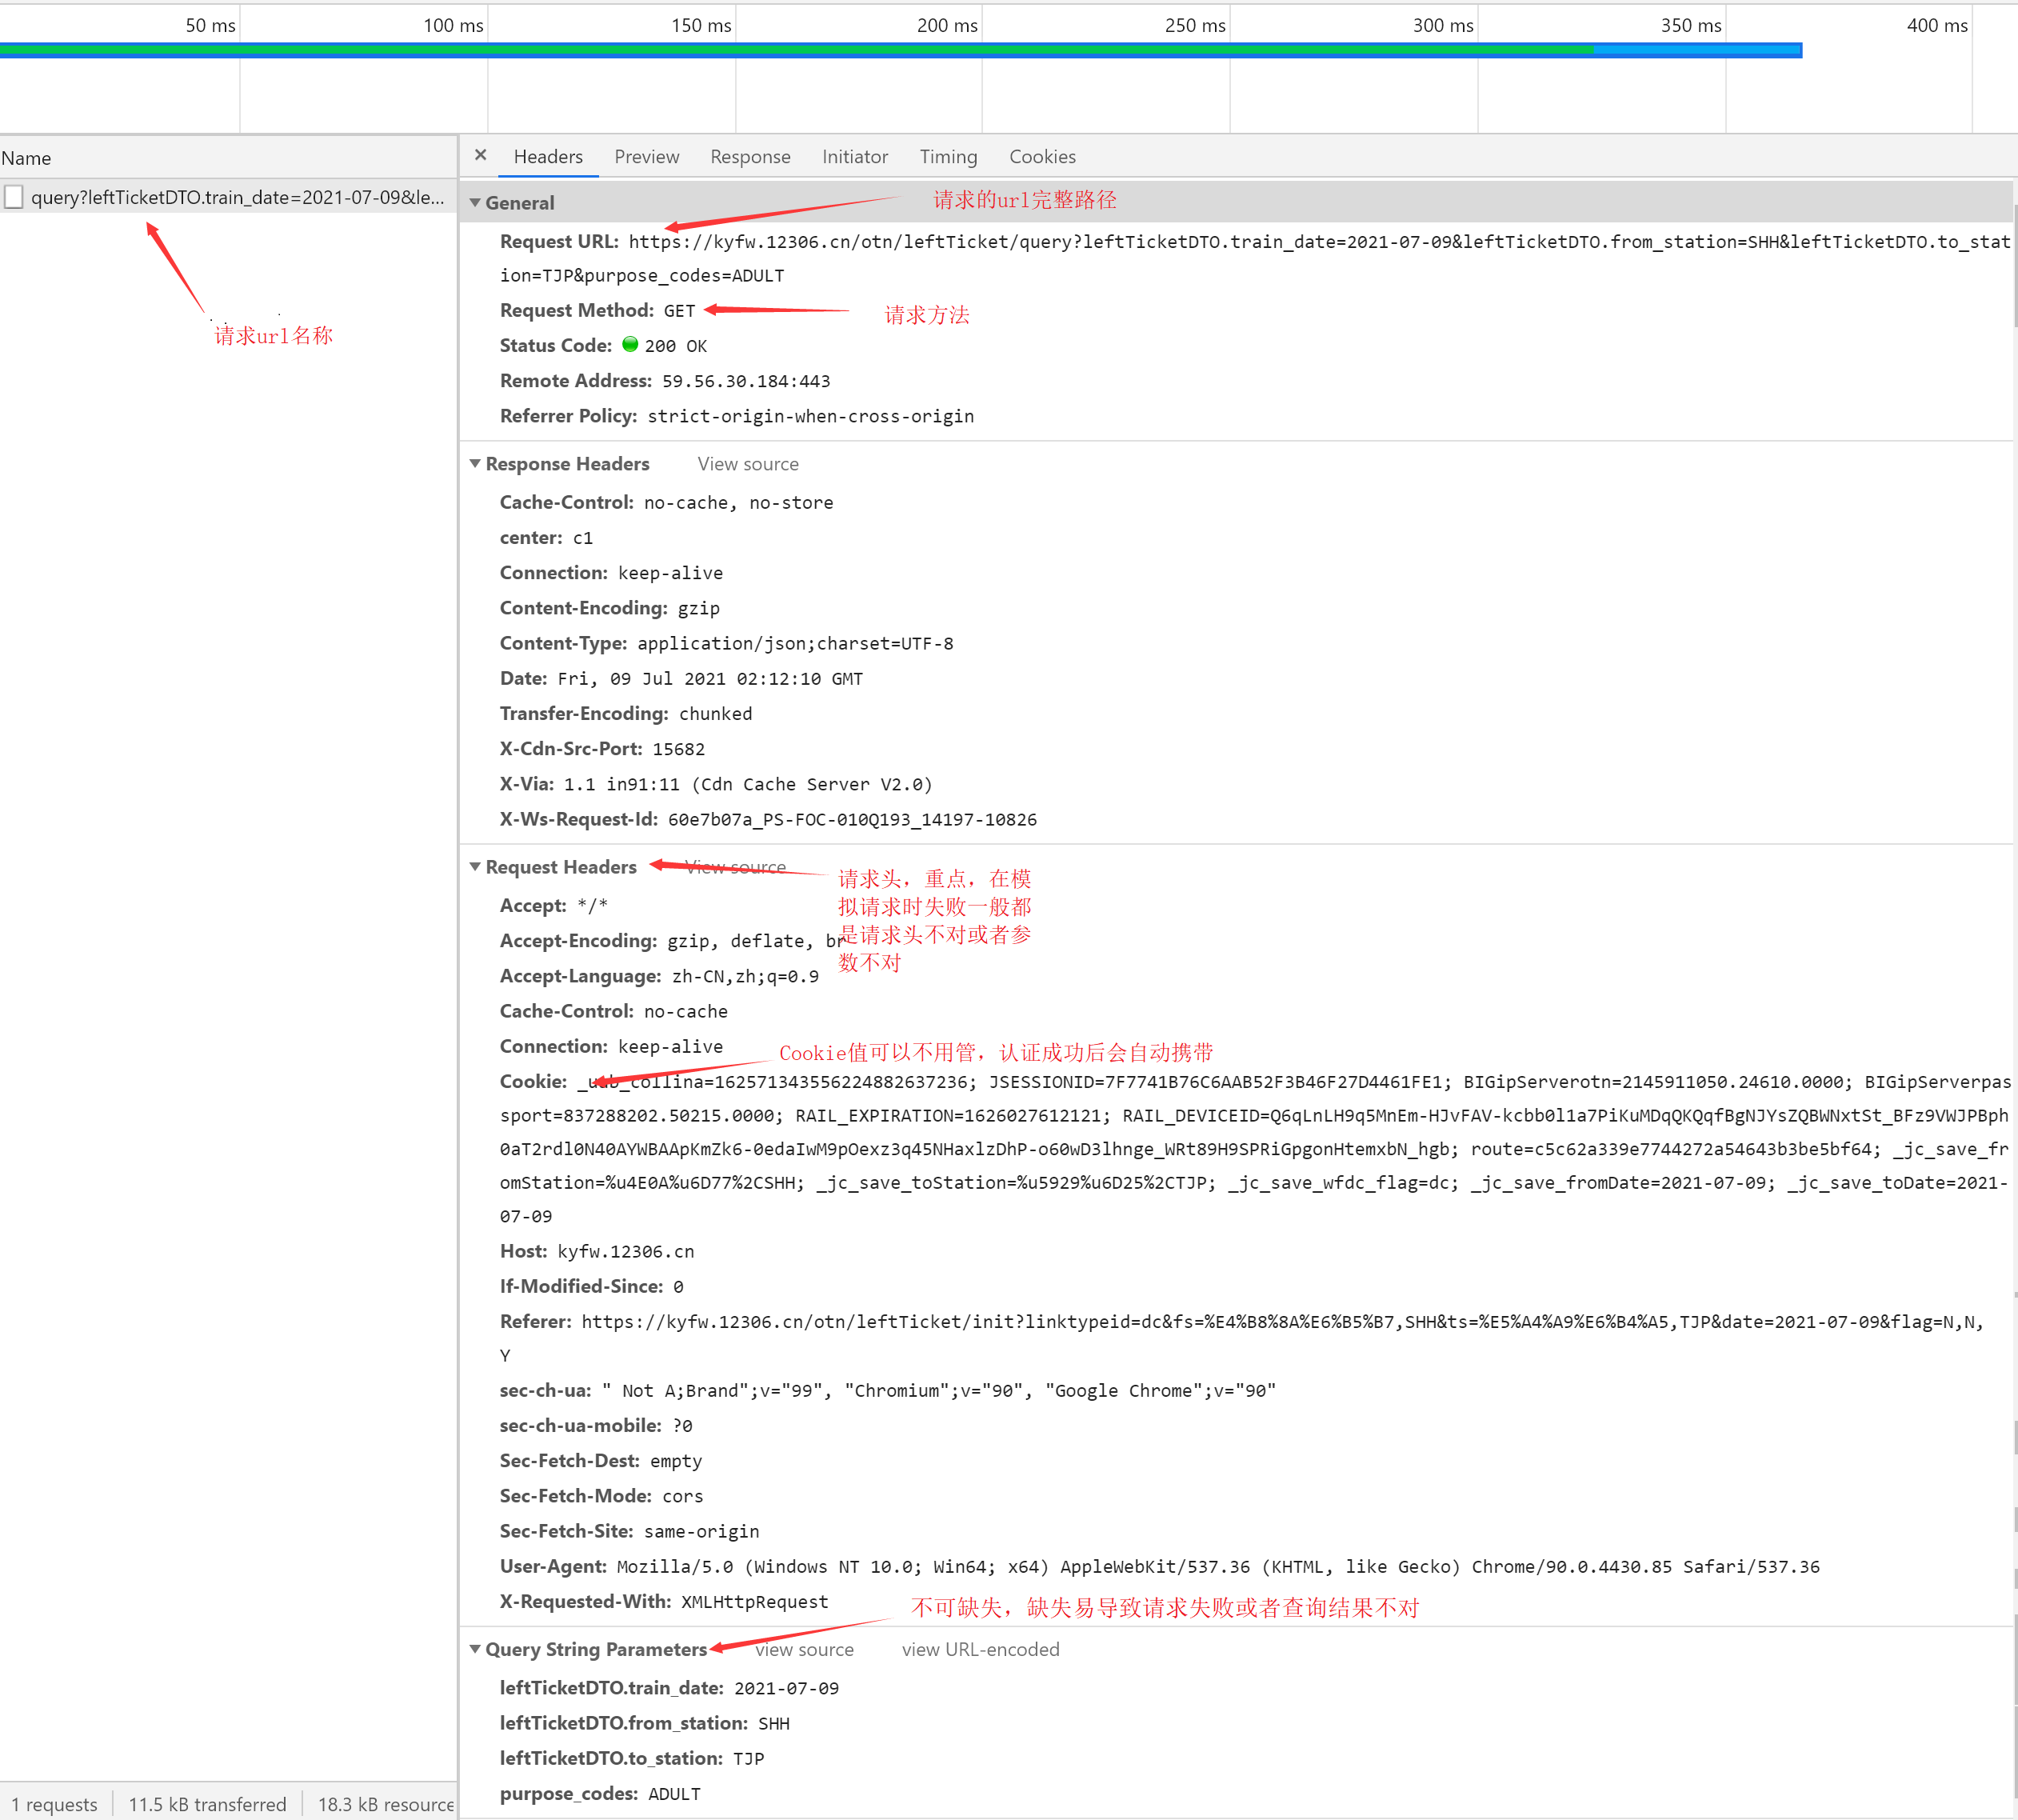 50 ms 100 ms 150 ms 200 ms 250 ms 300 ms 350 ms 400 ms
Name
query?leftTicketDTO.train_date=2021-07-09&le...
请求url名称
Headers Preview Response Initiator Timing Cookies
General
请求的url完整路径
Request URL: https://kyfw.12306.cn/otn/leftTicket/query?leftTicketDTO.train_date=2021-07-09&leftTicketDTO.from_station=SHH&leftTicketDTO.to_stat
ion=TJP&purpose_codes=ADULT
Request Method: GET
请求方法
Status Code: 200 OK
Remote Address: 59.56.30.184:443
Referrer Policy: strict-origin-when-cross-origin
Response Headers View source
Cache-Control: no-cache, no-store
center: c1
Connection: keep-alive
Content-Encoding: gzip
Content-Type: application/json;charset=UTF-8
Date: Fri, 09 Jul 2021 02:12:10 GMT
Transfer-Encoding: chunked
X-Cdn-Src-Port: 15682
X-Via: 1.1 in91:11 (Cdn Cache Server V2.0)
X-Ws-Request-Id: 60e7b07a_PS-FOC-010Q193_14197-10826
Request Headers View source
请求头，重点，在模
拟请求时失败一般都
是请求头不对或者参
数不对
Accept: */*
Accept-Encoding: gzip, deflate, br
Accept-Language: zh-CN,zh;q=0.9
Cache-Control: no-cache
Connection: keep-alive
Cookie值可以不用管，认证成功后会自动携带
Cookie: _uab_collina=162571343556224882637236; JSESSIONID=7F7741B76C6AAB52F3B46F27D4461FE1; BIGipServerotn=2145911050.24610.0000; BIGipServerpas
sport=837288202.50215.0000; RAIL_EXPIRATION=1626027612121; RAIL_DEVICEID=Q6qLnLH9q5MnEm-HJvFAV-kcbb0l1a7PiKuMDqQKQqfBgNJYsZQBWNxtSt_BFz9VWJPBph
0aT2rdl0N40AYWBAApKmZk6-0edaIwM9pOexz3q45NHaxlzDhP-o60wD3lhnge_WRt89H9SPRiGpgonHtemxbN_hgb; route=c5c62a339e7744272a54643b3be5bf64; _jc_save_fr
omStation=%u4E0A%u6D77%2CSHH; _jc_save_toStation=%u5929%u6D25%2CTJP; _jc_save_wfdc_flag=dc; _jc_save_fromDate=2021-07-09; _jc_save_toDate=2021-
07-09
Host: kyfw.12306.cn
If-Modified-Since: 0
Referer: https://kyfw.12306.cn/otn/leftTicket/init?linktypeid=dc&fs=%E4%B8%8A%E6%B5%B7,SHH&ts=%E5%A4%A9%E6%B4%A5,TJP&date=2021-07-09&flag=N,N,
Y
sec-ch-ua: " Not A;Brand";v="99", "Chromium";v="90", "Google Chrome";v="90"
sec-ch-ua-mobile: ?0
Sec-Fetch-Dest: empty
Sec-Fetch-Mode: cors
Sec-Fetch-Site: same-origin
User-Agent: Mozilla/5.0 (Windows NT 10.0; Win64; x64) AppleWebKit/537.36 (KHTML, like Gecko) Chrome/90.0.4430.85 Safari/537.36
X-Requested-With: XMLHttpRequest
不可缺失，缺失易导致请求失败或者查询结果不对
Query String Parameters view source view URL-encoded
leftTicketDTO.train_date: 2021-07-09
leftTicketDTO.from_station: SHH
leftTicketDTO.to_station: TJP
purpose_codes: ADULT
1 requests 11.5 kB transferred 18.3 kB resource